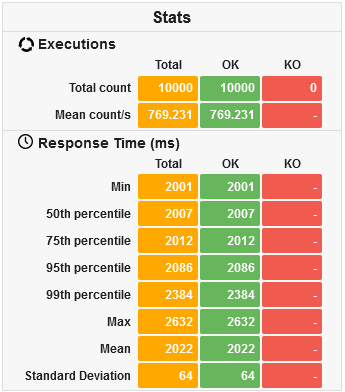 Stats
Executions
Total OK KO
Total count 10000 10000 0
Mean count/s 769.231 769.231 -
Response Time (ms)
Total OK KO
Min 2001 2001 -
50th percentile 2007 2007 -
75th percentile 2012 2012 -
95th percentile 2086 2086 -
99th percentile 2384 2384 -
Max 2632 2632 -
Mean 2022 2022 -
Standard Deviation 64 64 -